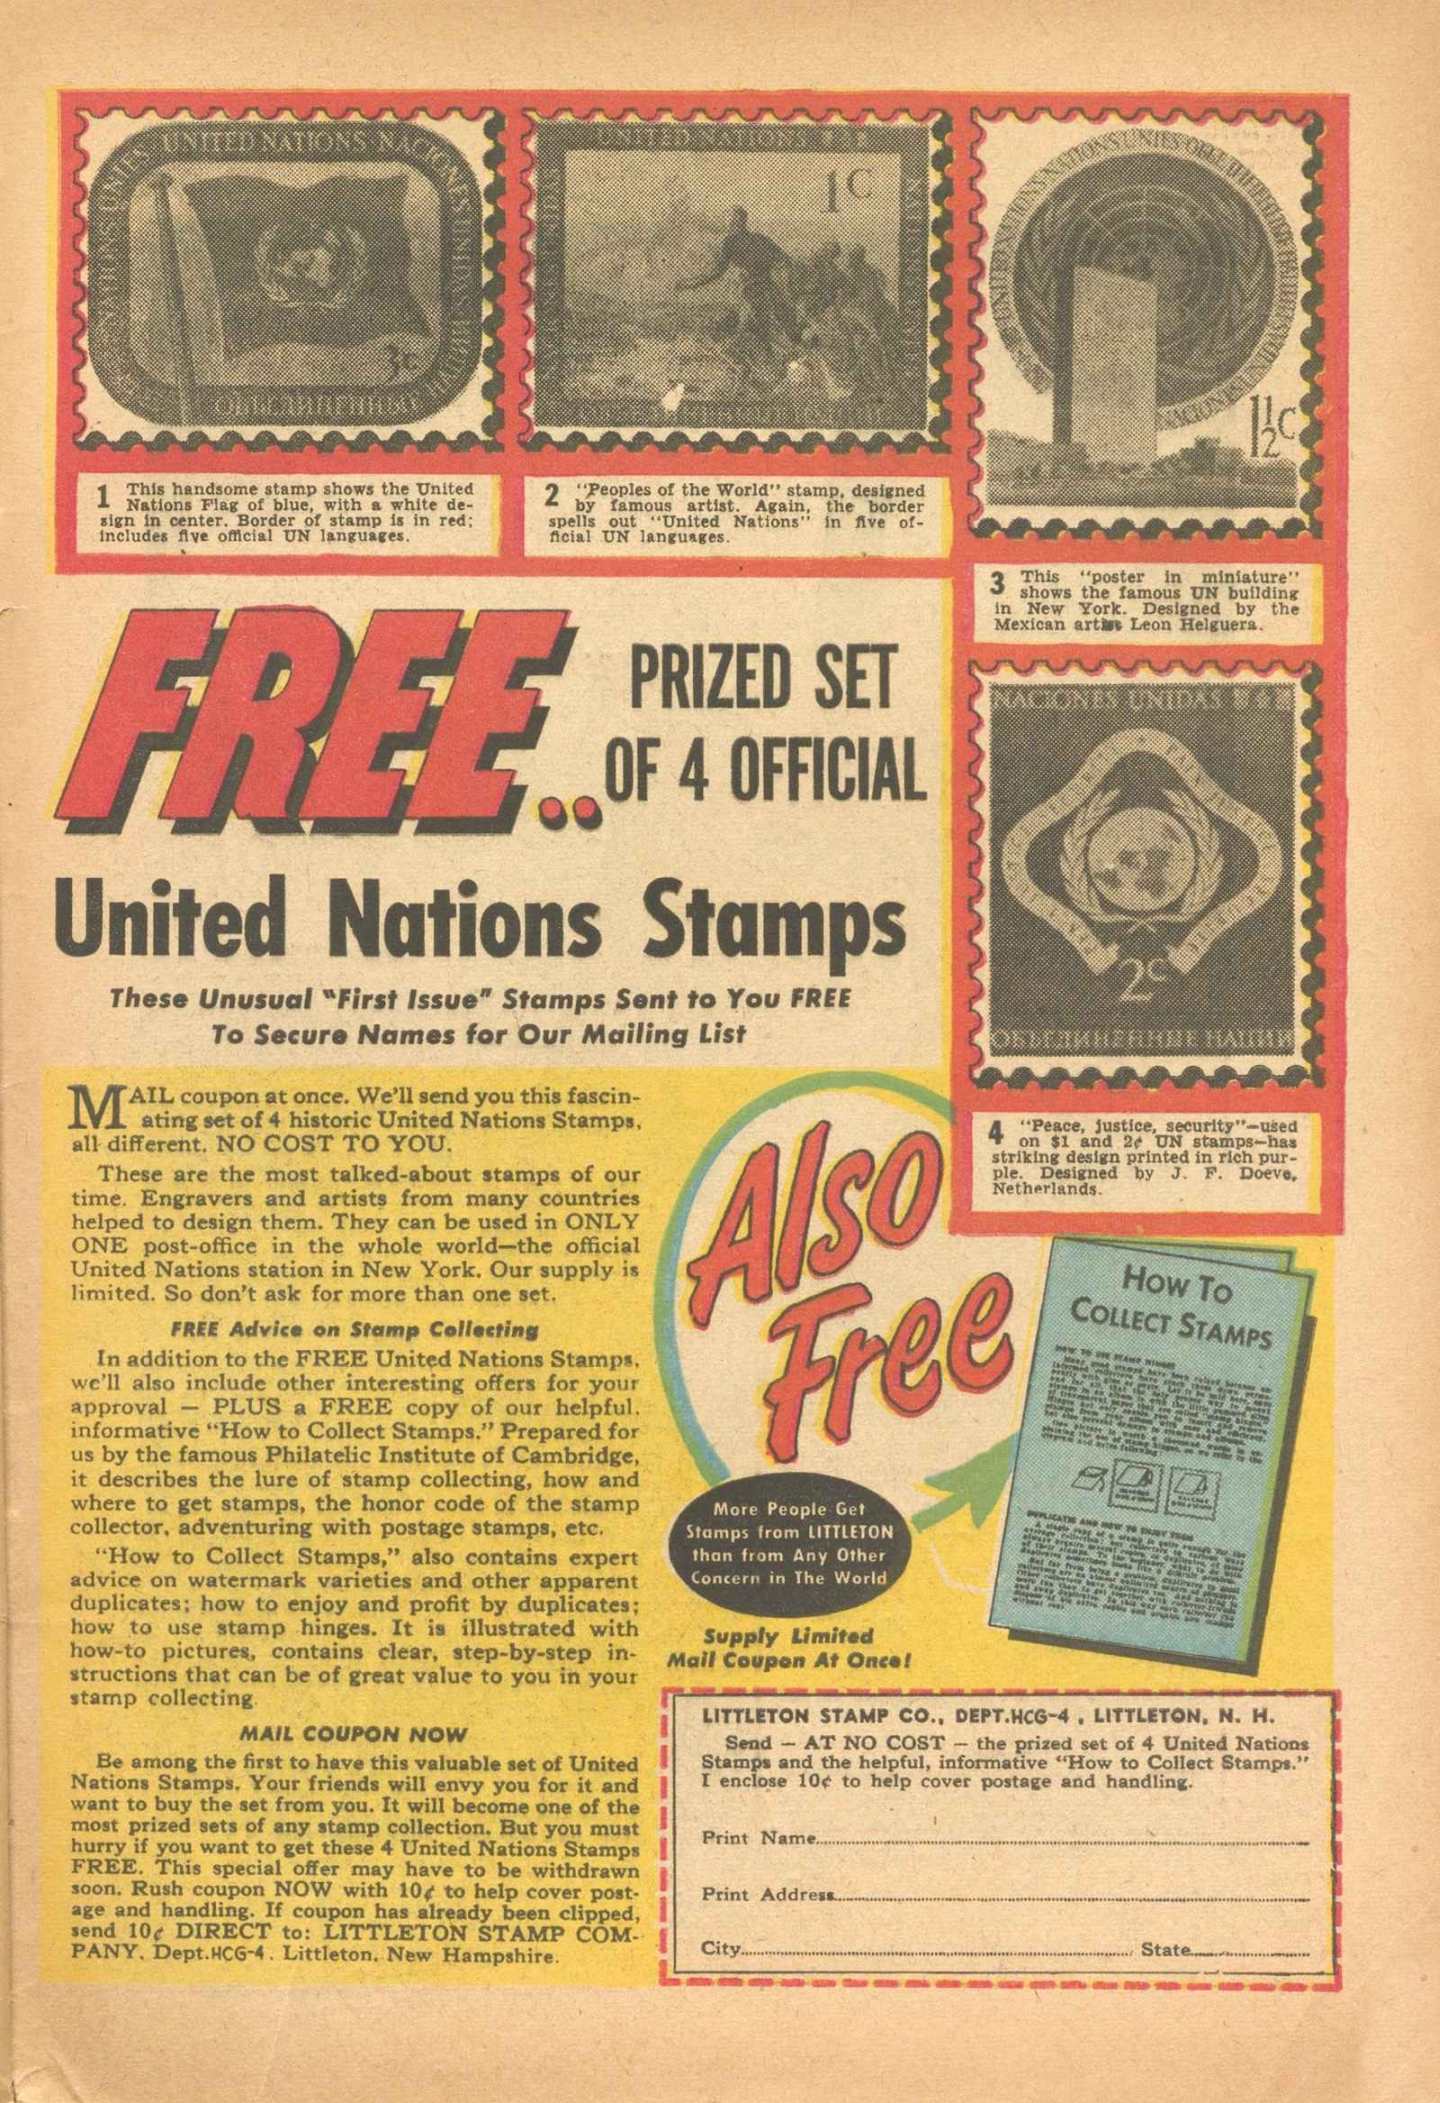 UNITED NATIONS · NACIONES UNIDAS
3c
UNITED NATIONS
1c
NATIONS UNIES
UNITED NATIONS
1½c
1 This handsome stamp shows the United
Nations Flag of blue, with a white de-
sign in center. Border of stamp is in red;
includes five official UN languages.
2 "Peoples of the World" stamp, designed
by famous artist. Again, the border
spells out "United Nations" in five of-
ficial UN languages.
3 This "poster in miniature"
shows the famous UN building
in New York. Designed by the
Mexican artist Leon Helguera.
NACIONES UNIDAS
2c
ОБЪЕДИНЕННЫЕ НАЦИИ
4 "Peace, justice, security"—used
on $1 and 2¢ UN stamps—has
striking design printed in rich pur-
ple. Designed by J. F. Doeve,
Netherlands.
FREE..
PRIZED SET
OF 4 OFFICIAL
United Nations Stamps
These Unusual "First Issue" Stamps Sent to You FREE
To Secure Names for Our Mailing List
MAIL coupon at once. We'll send you this fascin-
ating set of 4 historic United Nations Stamps,
all different. NO COST TO YOU.
These are the most talked-about stamps of our
time. Engravers and artists from many countries
helped to design them. They can be used in ONLY
ONE post-office in the whole world—the official
United Nations station in New York. Our supply is
limited. So don't ask for more than one set.
FREE Advice on Stamp Collecting
In addition to the FREE United Nations Stamps,
we'll also include other interesting offers for your
approval — PLUS a FREE copy of our helpful,
informative "How to Collect Stamps." Prepared for
us by the famous Philatelic Institute of Cambridge,
it describes the lure of stamp collecting, how and
where to get stamps, the honor code of the stamp
collector, adventuring with postage stamps, etc.
"How to Collect Stamps," also contains expert
advice on watermark varieties and other apparent
duplicates; how to enjoy and profit by duplicates;
how to use stamp hinges. It is illustrated with
how-to pictures, contains clear, step-by-step in-
structions that can be of great value to you in your
stamp collecting
MAIL COUPON NOW
Be among the first to have this valuable set of United
Nations Stamps. Your friends will envy you for it and
want to buy the set from you. It will become one of the
most prized sets of any stamp collection. But you must
hurry if you want to get these 4 United Nations Stamps
FREE. This special offer may have to be withdrawn
soon. Rush coupon NOW with 10¢ to help cover post-
age and handling. If coupon has already been clipped,
send 10¢ DIRECT to: LITTLETON STAMP COM-
PANY, Dept.HCG-4. Littleton, New Hampshire.
Also
Free
How To
Collect Stamps
HOW TO USE STAMP HINGES
DUPLICATES AND HOW TO ENJOY THEM
More People Get
Stamps from LITTLETON
than from Any Other
Concern in The World
Supply Limited
Mail Coupon At Once!
LITTLETON STAMP CO., DEPT.HCG-4 , LITTLETON, N. H.
Send — AT NO COST — the prized set of 4 United Nations
Stamps and the helpful, informative "How to Collect Stamps."
I enclose 10¢ to help cover postage and handling.
Print Name
Print Address
City State